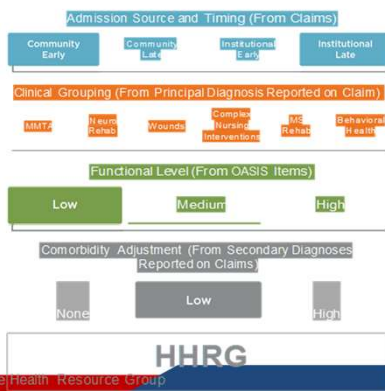 Admission Source and Timing (From Claims)
Community Early
Community Late
Institutional Early
Institutional Late
Clinical Grouping (From Principal Diagnosis Reported on Claim)
MMTA
Neuro Rehab
Wounds
Complex Nursing Interventions
MS Rehab
Behavioral Health
Functional Level (From OASIS Items)
Low
Medium
High
Comorbidity Adjustment (From Secondary Diagnoses
Reported on Claims)
None
Low
High
HHRG
e Health Resource Group